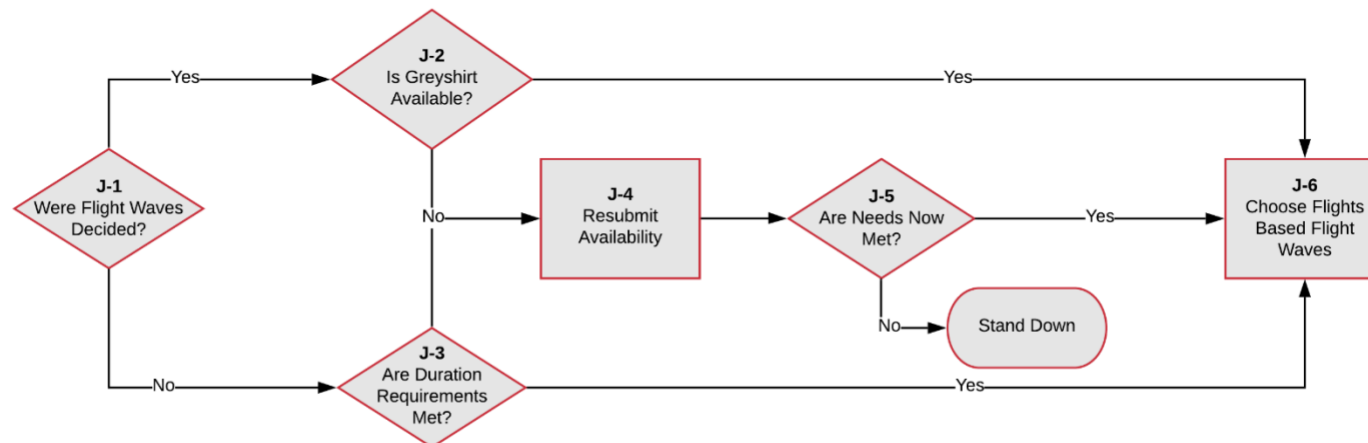 J-1
Were Flight Waves
Decided?
Yes
No
J-2
Is Greyshirt
Available?
Yes
No
J-3
Are Duration
Requirements
Met?
Yes
J-4
Resubmit
Availability
J-5
Are Needs Now
Met?
Yes
No
Stand Down
J-6
Choose Flights
Based Flight
Waves